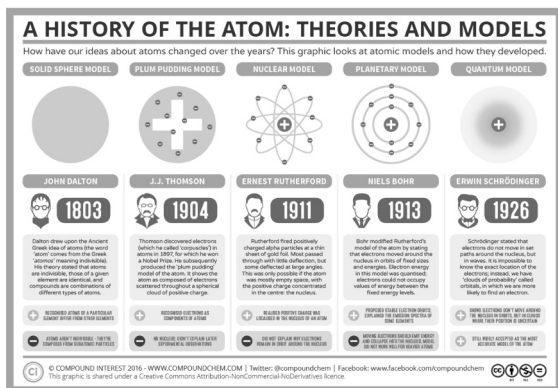 A HISTORY OF THE ATOM: THEORIES AND MODELS
How have our ideas about atoms changed over the years? This graphic looks at atomic models and how they developed.
SOLID SPHERE MODEL
PLUM PUDDING MODEL
NUCLEAR MODEL
PLANETARY MODEL
QUANTUM MODEL
JOHN DALTON
1803
Dalton drew upon the Ancient
Greek idea of atoms (the word
'atom' comes from the Greek
'atomos' meaning indivisible).
His theory stated that atoms
are indivisible, those of a given
element are identical, and
compounds are combinations of
different types of atoms.
RECOGNISED ATOMS OF A PARTICULAR
ELEMENT DIFFER FROM OTHER ELEMENTS
ATOMS AREN'T INDIVISIBLE - THEY'RE
COMPOSED FROM SUBATOMIC PARTICLES
J.J. THOMSON
1904
Thomson discovered electrons
(which he called 'corpuscles') in
atoms in 1897, for which he won
a Nobel Prize. He subsequently
produced the 'plum pudding'
model of the atom. It shows the
atom as composed of electrons
scattered throughout a spherical
cloud of positive charge.
RECOGNISED ELECTRONS AS
COMPONENTS OF ATOMS
NO NUCLEUS; DIDN'T EXPLAIN LATER
EXPERIMENTAL OBSERVATIONS
ERNEST RUTHERFORD
1911
Rutherford fired positively
charged alpha particles at a thin
sheet of gold foil. Most passed
through with little deflection, but
some deflected at large angles.
This was only possible if the atom
was mostly empty space, with
the positive charge concentrated
in the centre: the nucleus.
REALISED POSITIVE CHARGE WAS
LOCALISED IN THE NUCLEUS OF AN ATOM
DID NOT EXPLAIN WHY ELECTRONS
REMAIN IN ORBIT AROUND THE NUCLEUS
NIELS BOHR
1913
Bohr modified Rutherford's
model of the atom by stating
that electrons moved around the
nucleus in orbits of fixed sizes
and energies. Electron energy
in this model was quantised;
electrons could not occupy
values of energy between the
fixed energy levels.
PROPOSED STABLE ELECTRON ORBITS;
EXPLAINED THE EMISSION SPECTRA OF
SOME ELEMENTS
MOVING ELECTRONS SHOULD EMIT ENERGY
AND COLLAPSE INTO THE NUCLEUS; MODEL
DID NOT WORK WELL FOR HEAVIER ATOMS
ERWIN SCHRÖDINGER
1926
Schrödinger stated that
electrons do not move in set
paths around the nucleus, but
in waves. It is impossible to
know the exact location of the
electrons; instead, we have
'clouds of probability' called
orbitals, in which we are more
likely to find an electron.
SHOWS ELECTRONS DON'T MOVE AROUND
THE NUCLEUS IN ORBITS, BUT IN CLOUDS
WHERE THEIR POSITION IS UNCERTAIN
STILL WIDELY ACCEPTED AS THE MOST
ACCURATE MODEL OF THE ATOM
Ci
© COMPOUND INTEREST 2016 - WWW.COMPOUNDCHEM.COM | Twitter: @compoundchem | Facebook: www.facebook.com/compoundchem
This graphic is shared under a Creative Commons Attribution-NonCommercial-NoDerivatives licence.